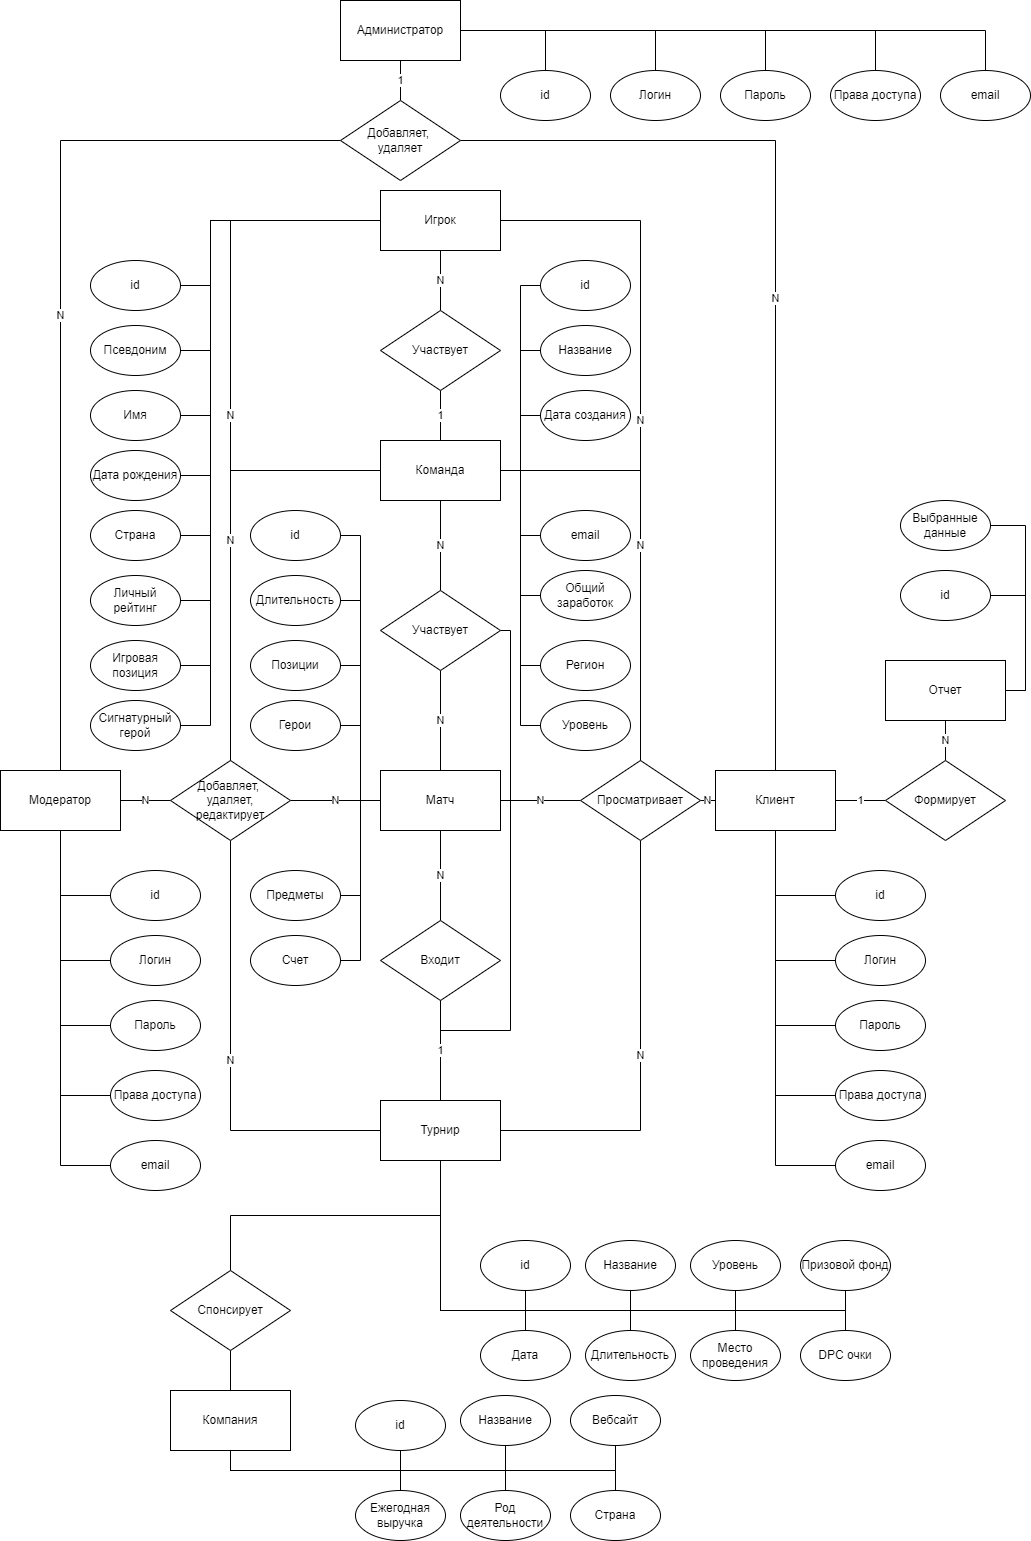 Администратор
id
Логин
Пароль
Права доступа
email
1
Добавляет,
удаляет
N
N
Игрок
N
Участвует
1
id
Псевдоним
Имя
Дата рождения
Страна
Личный
рейтинг
Игровая
позиция
Сигнатурный
герой
N
N
id
Название
Дата создания
email
Общий
заработок
Регион
Уровень
N
N
Команда
N
Участвует
N
id
Длительность
Позиции
Герои
Предметы
Счет
Выбранные
данные
id
Отчет
N
Модератор
N
Добавляет,
удаляет,
редактирует
N
Матч
N
Просматривает
N
Клиент
1
Формирует
id
Логин
Пароль
Права доступа
email
N
Входит
1
N
N
id
Логин
Пароль
Права доступа
email
Турнир
id
Название
Уровень
Призовой фонд
Дата
Длительность
Место
проведения
DPC очки
Спонсирует
Компания
id
Название
Вебсайт
Ежегодная
выручка
Род
деятельности
Страна